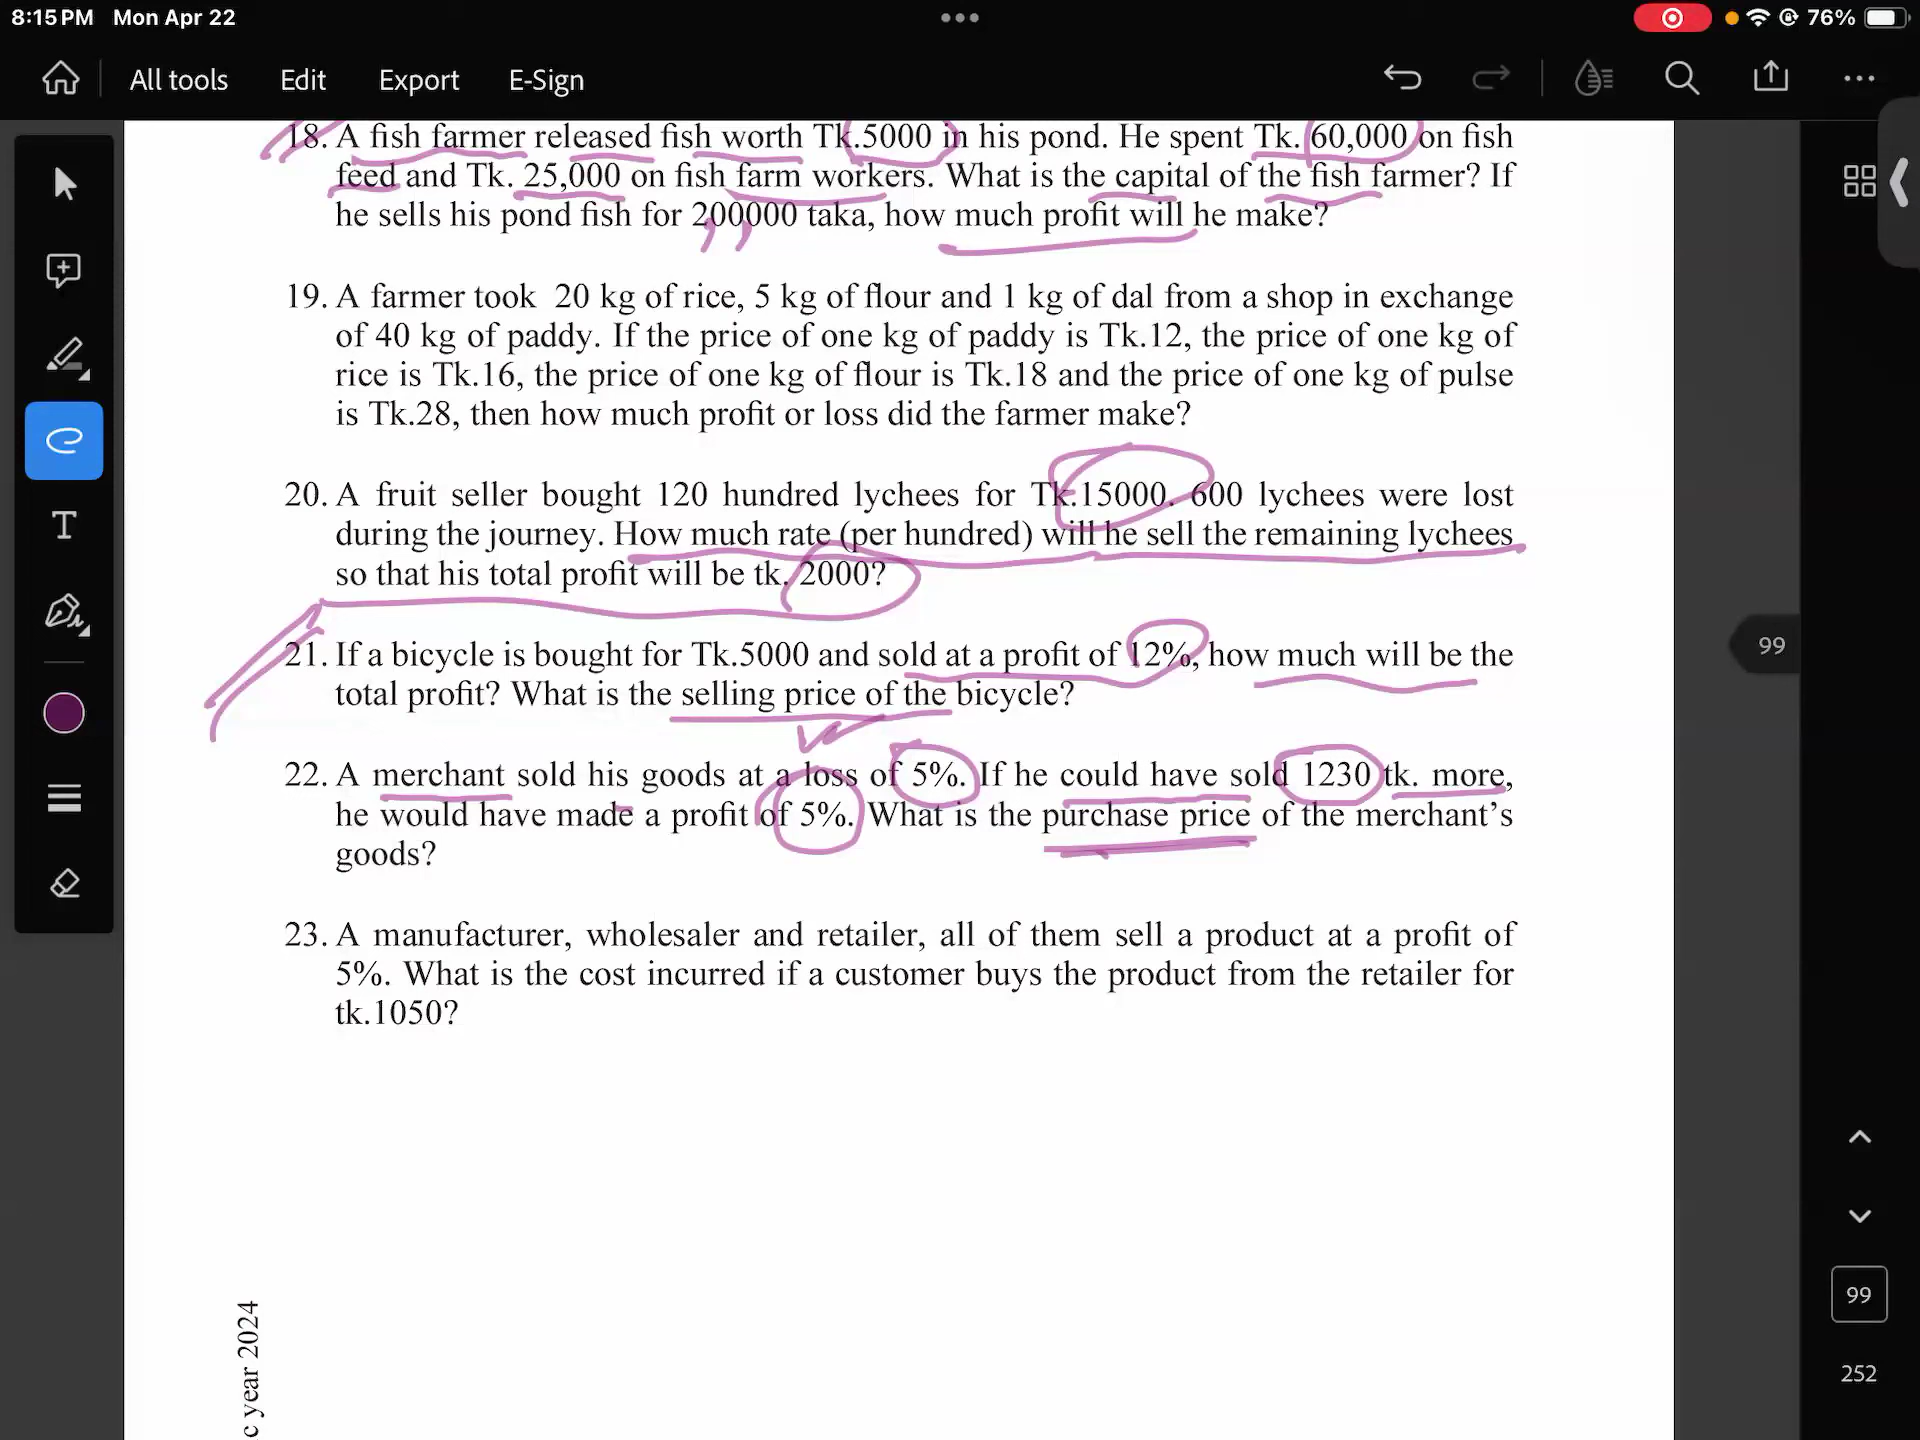 8:15 PM Mon Apr 22
76%
All tools Edit Export E-Sign
18. A fish farmer released fish worth Tk.5000 in his pond. He spent Tk. 60,000 on fish
feed and Tk. 25,000 on fish farm workers. What is the capital of the fish farmer? If
he sells his pond fish for 200000 taka, how much profit will he make?
19. A farmer took 20 kg of rice, 5 kg of flour and 1 kg of dal from a shop in exchange
of 40 kg of paddy. If the price of one kg of paddy is Tk.12, the price of one kg of
rice is Tk.16, the price of one kg of flour is Tk.18 and the price of one kg of pulse
is Tk.28, then how much profit or loss did the farmer make?
20. A fruit seller bought 120 hundred lychees for Tk.15000. 600 lychees were lost
during the journey. How much rate (per hundred) will he sell the remaining lychees
so that his total profit will be tk. 2000?
21. If a bicycle is bought for Tk.5000 and sold at a profit of 12%, how much will be the
total profit? What is the selling price of the bicycle?
22. A merchant sold his goods at a loss of 5%. If he could have sold 1230 tk. more,
he would have made a profit of 5%. What is the purchase price of the merchant's
goods?
23. A manufacturer, wholesaler and retailer, all of them sell a product at a profit of
5%. What is the cost incurred if a customer buys the product from the retailer for
tk.1050?
c year 2024
99
99
252